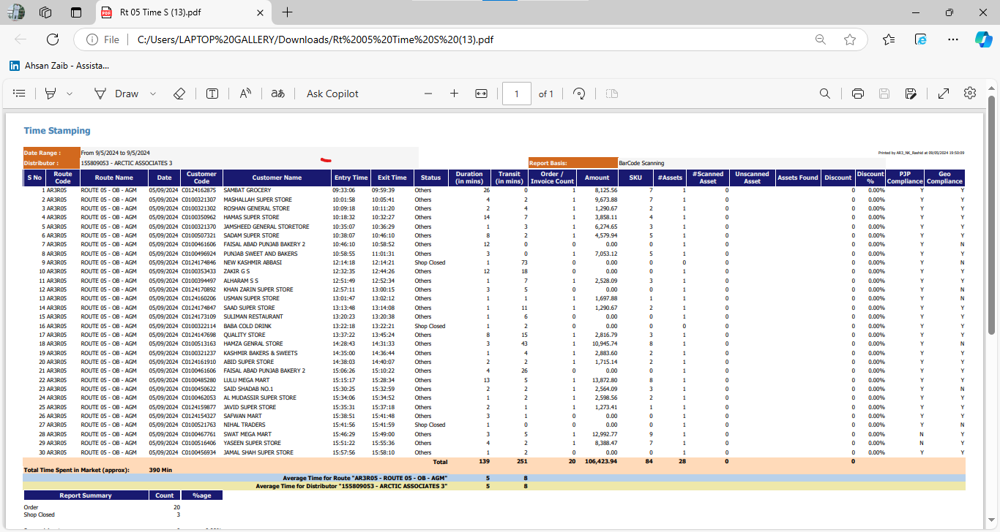 Rt 05 Time S (13).pdf
File C:/Users/LAPTOP%20GALLERY/Downloads/Rt%2005%20Time%20S%20(13).pdf
Ahsan Zaib - Assista...
Draw Ask Copilot 1 of 1
Time Stamping
Date Range : From 9/5/2024 to 9/5/2024 Printed by AR3_NK_Rashid at 09/05/2024 19:50:09
Distributor : 155809053 - ARCTIC ASSOCIATES 3 Report Basis: BarCode Scanning
S No Route Code Route Name Date Customer Code Customer Name Entry Time Exit Time Status Duration (in mins) Transit (in mins) Order / Invoice Count Amount SKU #Assets #Scanned Asset Unscanned Asset Assets Found Discount Discount % PJP Compliance Geo Compliance
1 AR3R05 ROUTE 05 - OB - AGM 05/09/2024 C0124162875 SAMBAT GROCERY 09:33:06 09:59:39 Others 26 0 1 8,125.56 7 1 0 0 0.00% Y Y
2 AR3R05 ROUTE 05 - OB - AGM 05/09/2024 C0100321307 MASHALLAH SUPER STORE 10:01:58 10:05:41 Others 4 2 1 9,673.88 7 1 0 0 0.00% Y Y
3 AR3R05 ROUTE 05 - OB - AGM 05/09/2024 C0100321302 ROSHAN GENERAL STORE 10:09:18 10:11:20 Others 2 4 1 1,290.67 2 1 0 0 0.00% Y Y
4 AR3R05 ROUTE 05 - OB - AGM 05/09/2024 C0100350962 HAMAS SUPER STORE 10:18:32 10:32:27 Others 14 7 1 3,858.11 4 1 0 0 0.00% Y Y
5 AR3R05 ROUTE 05 - OB - AGM 05/09/2024 C0100321370 JAMSHEED GENERAL STORETORE 10:35:07 10:36:29 Others 1 3 1 6,274.65 3 1 0 0 0.00% Y Y
6 AR3R05 ROUTE 05 - OB - AGM 05/09/2024 C0100507321 SADAM SUPER STORE 10:38:07 10:46:10 Others 8 2 1 4,579.94 5 1 0 0 0.00% Y Y
7 AR3R05 ROUTE 05 - OB - AGM 05/09/2024 C0100461606 FAISAL ABAD PUNJAB BAKERY 2 10:46:10 10:58:52 Others 12 0 0 0.00 0 1 0 0 0.00% Y N
8 AR3R05 ROUTE 05 - OB - AGM 05/09/2024 C0100496924 PUNJAB SWEET AND BAKERS 10:58:55 11:01:31 Others 3 0 1 7,053.12 5 1 0 0 0.00% Y Y
9 AR3R05 ROUTE 05 - OB - AGM 05/09/2024 C0124174846 NEW KASHMIR ABBASI 12:14:18 12:14:21 Shop Closed 1 73 0 0.00 0 0 0 0 0.00% Y N
10 AR3R05 ROUTE 05 - OB - AGM 05/09/2024 C0100353433 ZAKIR G S 12:32:35 12:44:26 Others 12 18 0 0.00 0 1 0 0 0.00% Y Y
11 AR3R05 ROUTE 05 - OB - AGM 05/09/2024 C0100394497 ALHARAM S S 12:51:49 12:52:34 Others 1 7 1 2,528.09 3 1 0 0 0.00% Y Y
12 AR3R05 ROUTE 05 - OB - AGM 05/09/2024 C0124170892 KHAN ZARIN SUPER STORE 12:57:11 13:00:15 Others 3 5 0 0.00 0 1 0 0 0.00% Y N
13 AR3R05 ROUTE 05 - OB - AGM 05/09/2024 C0124160206 USMAN SUPER STORE 13:01:47 13:02:12 Others 1 1 1 1,697.88 1 1 0 0 0.00% Y N
14 AR3R05 ROUTE 05 - OB - AGM 05/09/2024 C0124174847 SAAD SUPER STORE 13:13:48 13:14:08 Others 1 11 1 1,290.67 2 1 0 0 0.00% Y Y
15 AR3R05 ROUTE 05 - OB - AGM 05/09/2024 C0124173109 SULIMAN RESTAURANT 13:20:23 13:20:38 Others 1 6 0 0.00 0 1 0 0 0.00% Y Y
16 AR3R05 ROUTE 05 - OB - AGM 05/09/2024 C0100322114 BABA COLD DRINK 13:22:18 13:22:21 Shop Closed 1 2 0 0.00 0 0 0 0 0.00% Y Y
17 AR3R05 ROUTE 05 - OB - AGM 05/09/2024 C0124147698 QUALITY STORE 13:37:22 13:45:24 Others 8 15 1 2,816.79 3 1 0 0 0.00% Y Y
18 AR3R05 ROUTE 05 - OB - AGM 05/09/2024 C0100513163 HAMZA GENRAL STORE 14:28:43 14:31:33 Others 3 43 1 10,945.74 8 1 0 0 0.00% Y N
19 AR3R05 ROUTE 05 - OB - AGM 05/09/2024 C0100321237 KASHMIR BAKERS & SWEETS 14:35:00 14:36:44 Others 1 4 1 2,883.60 2 1 0 0 0.00% Y Y
20 AR3R05 ROUTE 05 - OB - AGM 05/09/2024 C0124161910 ABID SUPER STORE 14:38:03 14:40:07 Others 2 2 1 1,715.14 2 1 0 0 0.00% Y Y
21 AR3R05 ROUTE 05 - OB - AGM 05/09/2024 C0100461606 FAISAL ABAD PUNJAB BAKERY 2 15:06:26 15:10:22 Others 4 26 0 0.00 0 1 0 0 0.00% Y Y
22 AR3R05 ROUTE 05 - OB - AGM 05/09/2024 C0100485280 LULU MEGA MART 15:15:17 15:28:34 Others 13 5 1 13,872.80 8 1 0 0 0.00% Y Y
23 AR3R05 ROUTE 05 - OB - AGM 05/09/2024 C0100450622 SAID SHADAB NO.1 15:30:25 15:32:59 Others 2 2 1 2,564.09 3 1 0 0 0.00% Y N
24 AR3R05 ROUTE 05 - OB - AGM 05/09/2024 C0100462053 AL MUDASSIR SUPER STORE 15:34:06 15:34:52 Others 1 2 1 2,598.56 2 1 0 0 0.00% Y Y
25 AR3R05 ROUTE 05 - OB - AGM 05/09/2024 C0124159877 JAVID SUPER STORE 15:35:31 15:37:18 Others 2 1 1 1,273.41 1 1 0 0 0.00% Y Y
26 AR3R05 ROUTE 05 - OB - AGM 05/09/2024 C0124154327 SAFWAN MART 15:38:51 15:41:48 Others 3 1 0 0.00 0 1 0 0 0.00% Y Y
27 AR3R05 ROUTE 05 - OB - AGM 05/09/2024 C0100521763 NIHAL TRADERS 15:41:56 15:41:59 Shop Closed 1 0 0 0.00 0 1 0 0 0.00% Y N
28 AR3R05 ROUTE 05 - OB - AGM 05/09/2024 C0100467761 SWAT MEGA MART 15:46:29 15:49:00 Others 3 5 1 12,992.77 9 1 0 0 0.00% N Y
29 AR3R05 ROUTE 05 - OB - AGM 05/09/2024 C0100516406 YASEEN SUPER STORE 15:51:22 15:55:36 Others 4 2 1 8,388.47 7 1 0 0 0.00% N Y
30 AR3R05 ROUTE 05 - OB - AGM 05/09/2024 C0100456934 JAMAL SHAH SUPER STORE 15:57:56 15:58:10 Others 1 2 0 0.00 0 1 0 0 0.00% Y Y
Total 139 251 20 106,423.94 84 28 0 0
Total Time Spent in Market (approx): 390 Min
Average Time for Route "AR3R05 - ROUTE 05 - OB - AGM" 5 8
Average Time for Distributor "155809053 - ARCTIC ASSOCIATES 3" 5 8
Report Summary Count %age
Order 20
Shop Closed 3